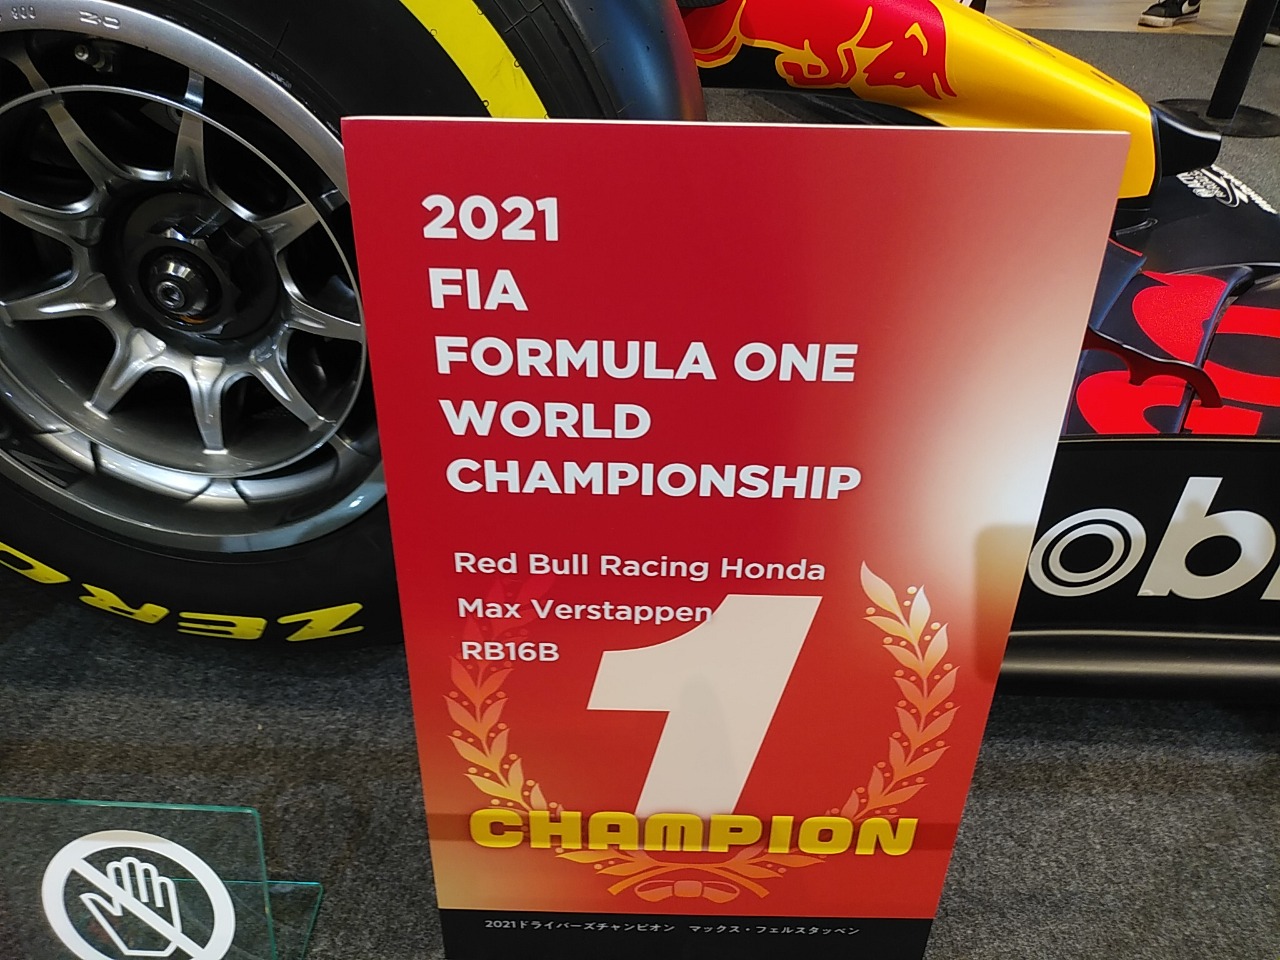 2021
FIA
FORMULA ONE
WORLD
CHAMPIONSHIP
Red Bull Racing Honda
Max Verstappen
RB16B
1
CHAMPION
2021ドライバーズチャンピオン マックス・フェルスタッペン
ZERO
obi